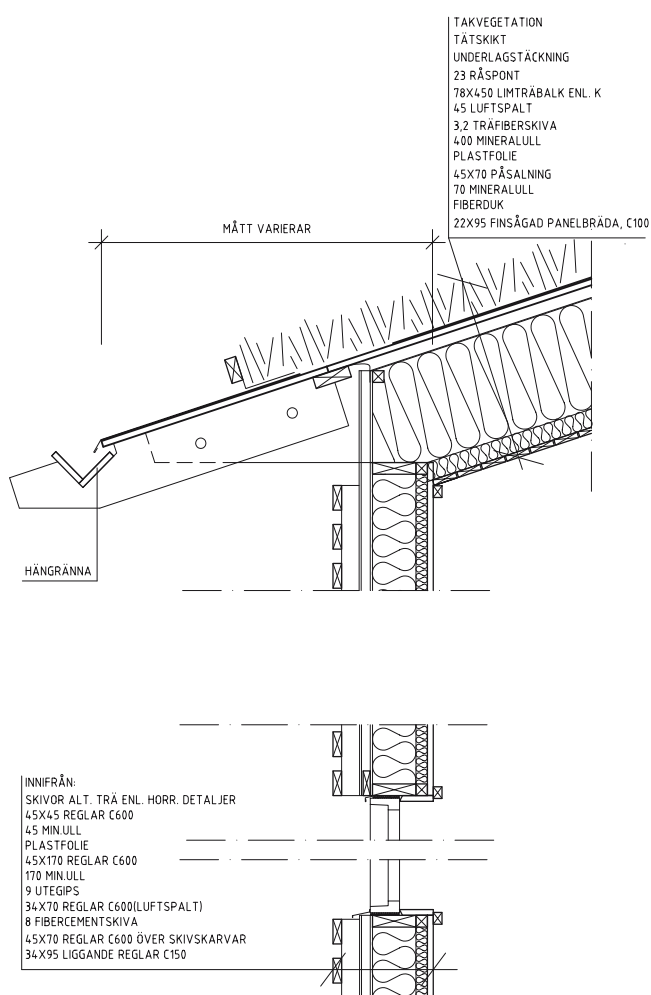 TAKVEGETATION
TÄTSKIKT
UNDERLAGSTÄCKNING
23 RÅSPONT
78X450 LIMTRÄBALK ENL. K
45 LUFTSPALT
3,2 TRÄFIBERSKIVA
400 MINERALULL
PLASTFOLIE
45X70 PÅSALNING
70 MINERALULL
FIBERDUK
22X95 FINSÅGAD PANELBRÄDA, C100
MÅTT VARIERAR
HÄNGRÄNNA
INNIFRÅN:
SKIVOR ALT. TRÄ ENL. HORR. DETALJER
45X45 REGLAR C600
45 MIN.ULL
PLASTFOLIE
45X170 REGLAR C600
170 MIN.ULL
9 UTEGIPS
34X70 REGLAR C600(LUFTSPALT)
8 FIBERCEMENTSKIVA
45X70 REGLAR C600 ÖVER SKIVSKARVAR
34X95 LIGGANDE REGLAR C150